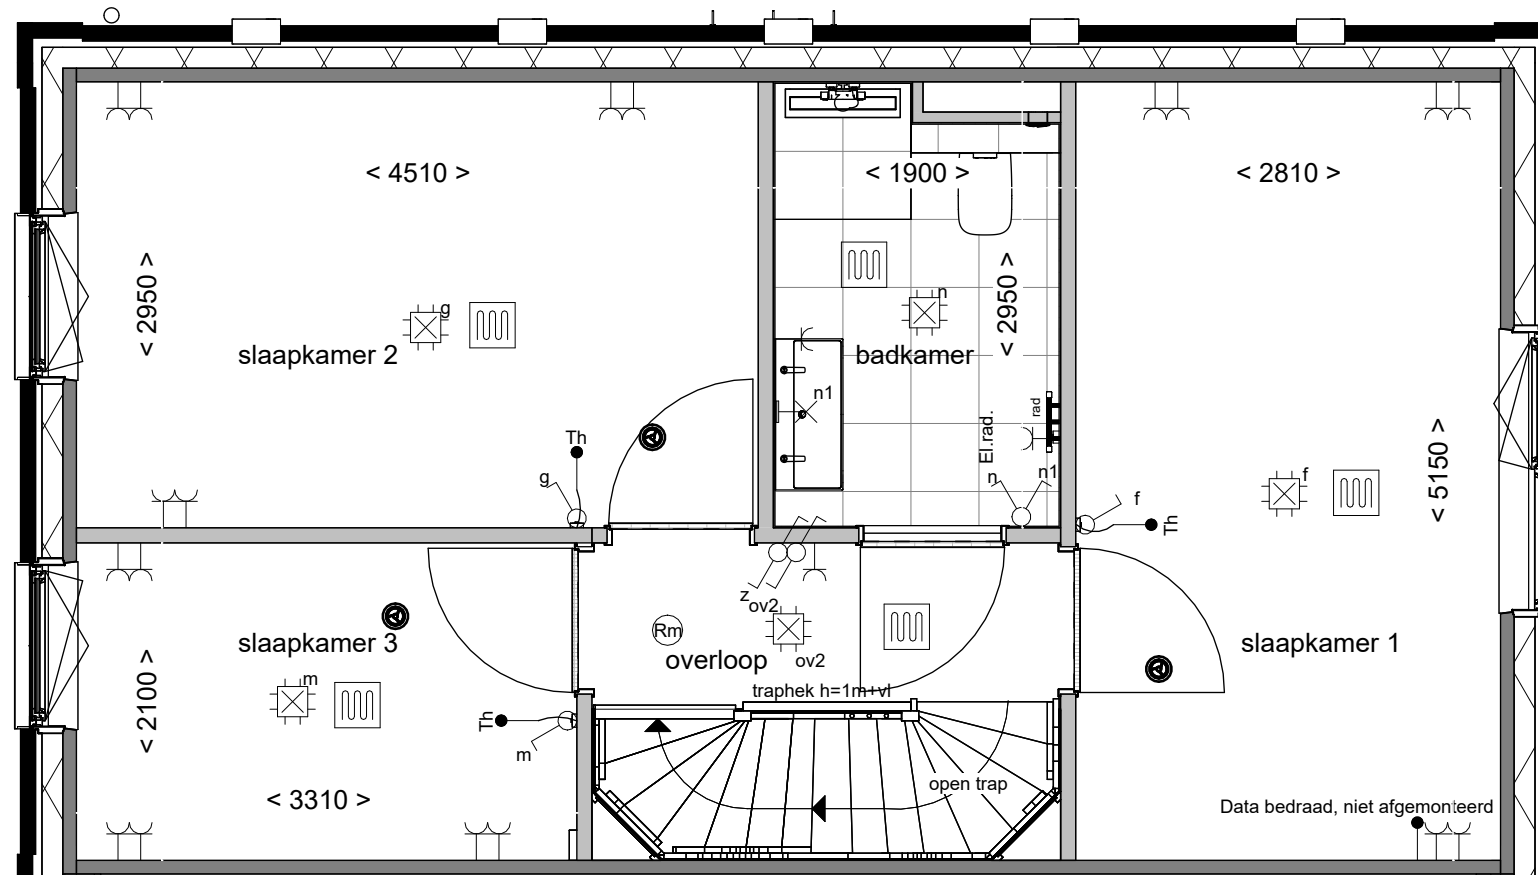 < 4510 >
< 1900 >
< 2810 >
< 2950 >
g
slaapkamer 2
n
badkamer
< 2950 >
n1
rad
El.rad.
Th
g
n
n1
f
Th
f
< 5150 >
z
ov2
Rm
overloop
ov2
traphek h=1m+vl
slaapkamer 3
m
< 2100 >
Th
m
< 3310 >
open trap
slaapkamer 1
Data bedraad, niet afgemonteerd